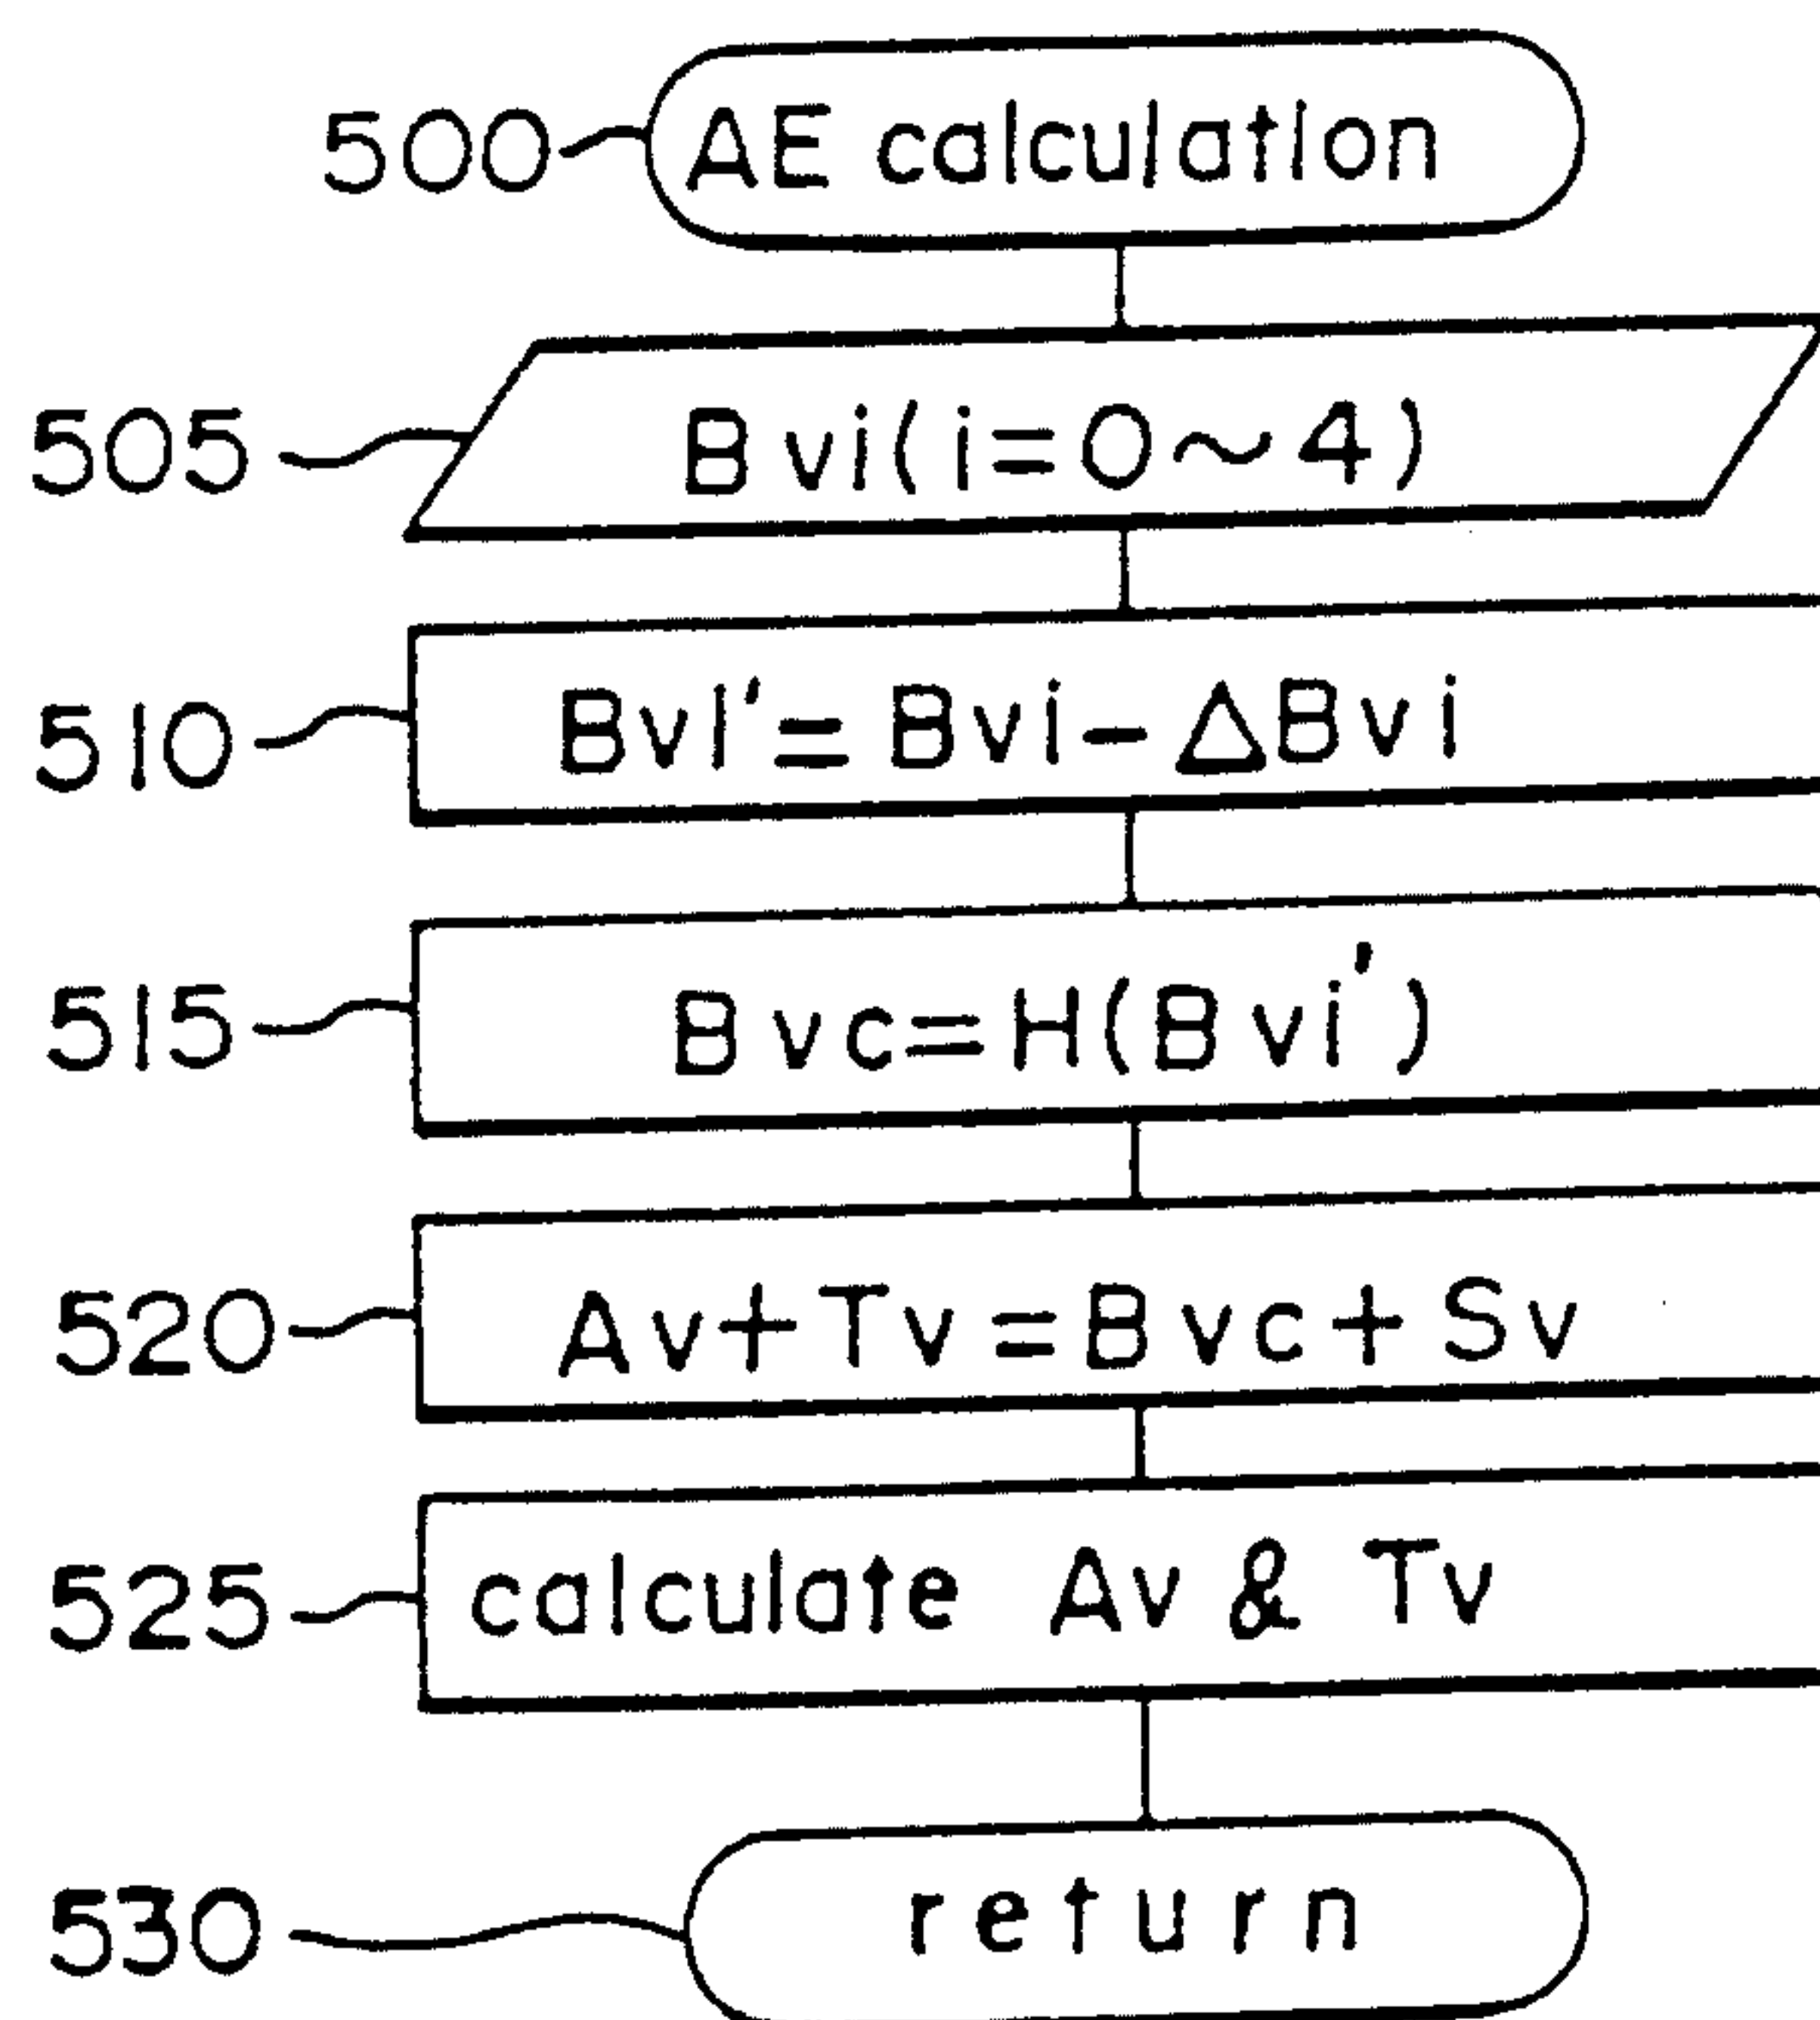 500 AE calculation
505 Bvi(i=0~4)
510 Bvi'=Bvi-ΔBvi
515 Bvc=H(Bvi')
520 Av+Tv=Bvc+Sv
525 calculate Av & Tv
530 return